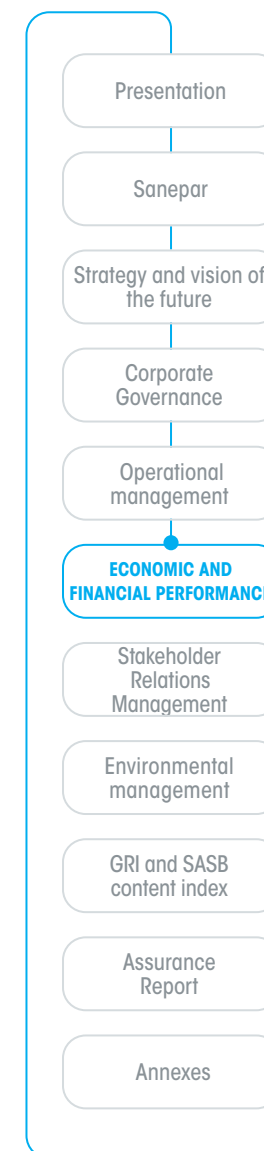 Presentation
Sanepar
Strategy and vision of
the future
Corporate
Governance
Operational
management
ECONOMIC AND
FINANCIAL PERFORMANCE
Stakeholder
Relations
Management
Environmental
management
GRI and SASB
content index
Assurance
Report
Annexes